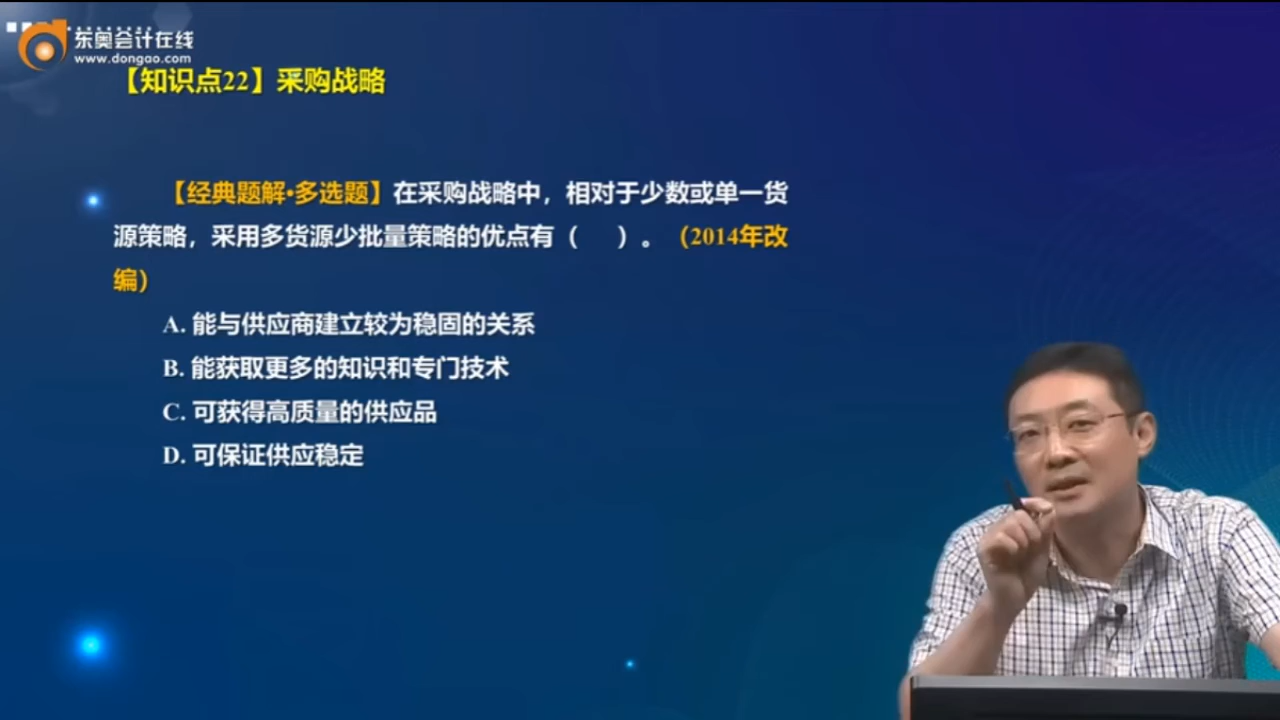 东奥会计在线
www.dongao.com
【知识点22】采购战略
【经典题解·多选题】在采购战略中，相对于少数或单一货
源策略，采用多货源少批量策略的优点有（ ）。（2014年改
编）
A. 能与供应商建立较为稳固的关系
B. 能获取更多的知识和专门技术
C. 可获得高质量的供应品
D. 可保证供应稳定